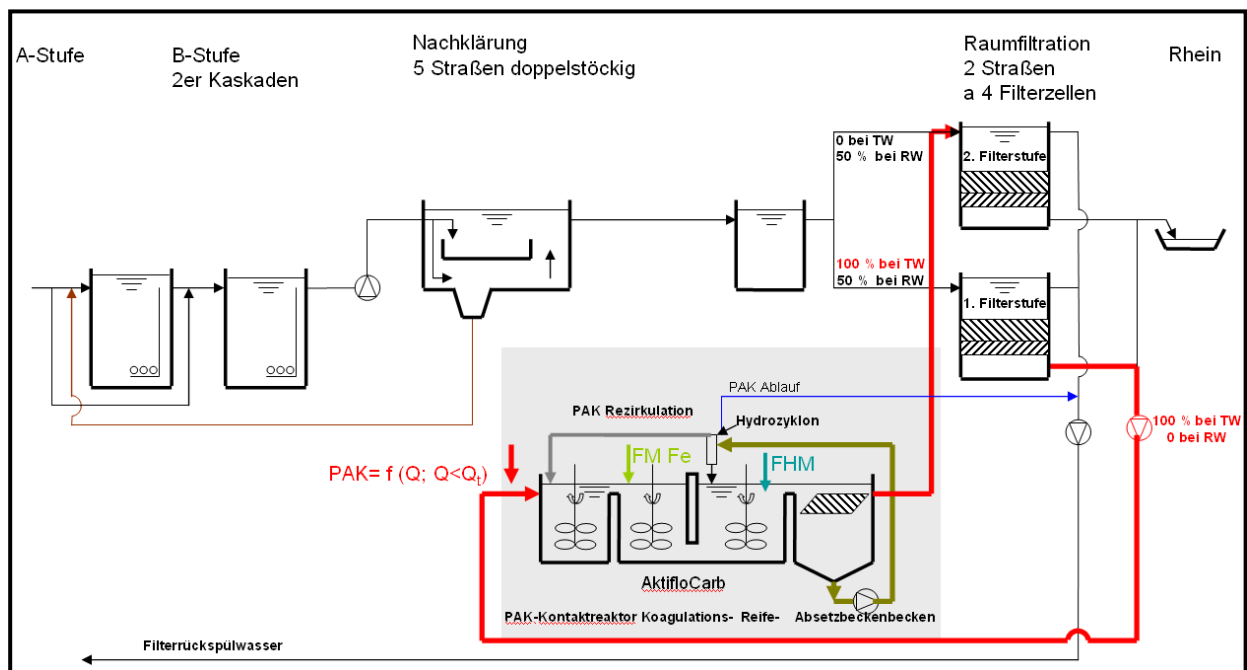 A-Stufe
B-Stufe
2er Kaskaden
Nachklärung
5 Straßen doppelstöckig
Raumfiltration
2 Straßen
a 4 Filterzellen
Rhein
0 bei TW
50 % bei RW
2. Filterstufe
100 % bei TW
50 % bei RW
1. Filterstufe
PAK Ablauf
PAK Rezirkulation
Hydrozyklon
100 % bei TW
0 bei RW
FM Fe
FHM
PAK= f (Q; Q<Qt)
AktifloCarb
PAK-Kontaktreaktor Koagulations- Reife- Absetzbeckenbecken
Filterrückspülwasser